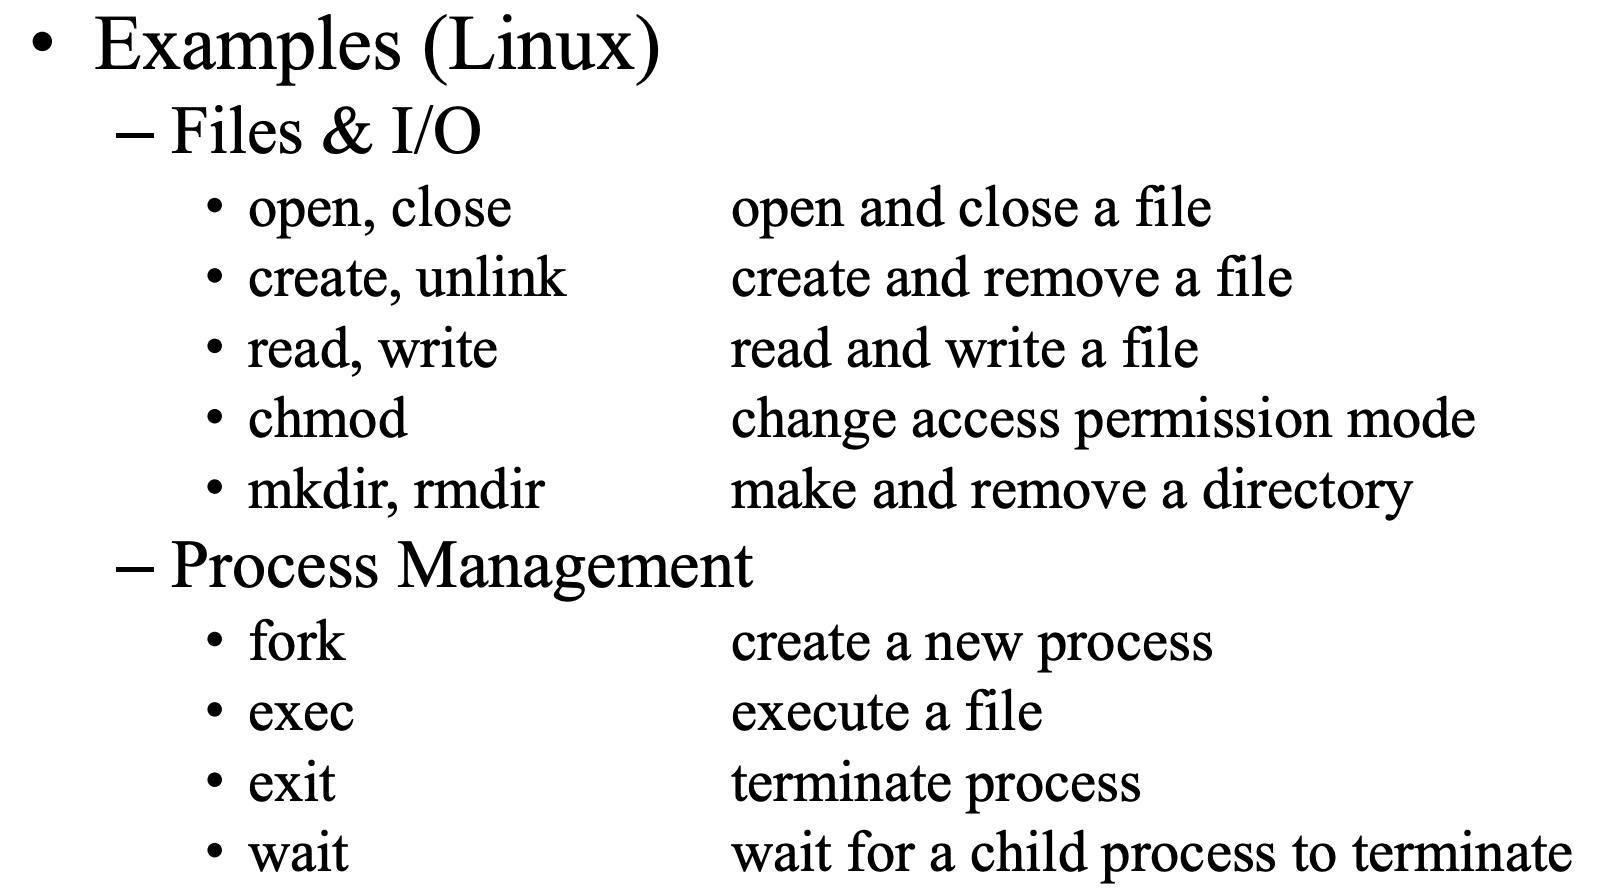 • Examples (Linux)
– Files & I/O
• open, close open and close a file
• create, unlink create and remove a file
• read, write read and write a file
• chmod change access permission mode
• mkdir, rmdir make and remove a directory
– Process Management
• fork create a new process
• exec execute a file
• exit terminate process
• wait wait for a child process to terminate